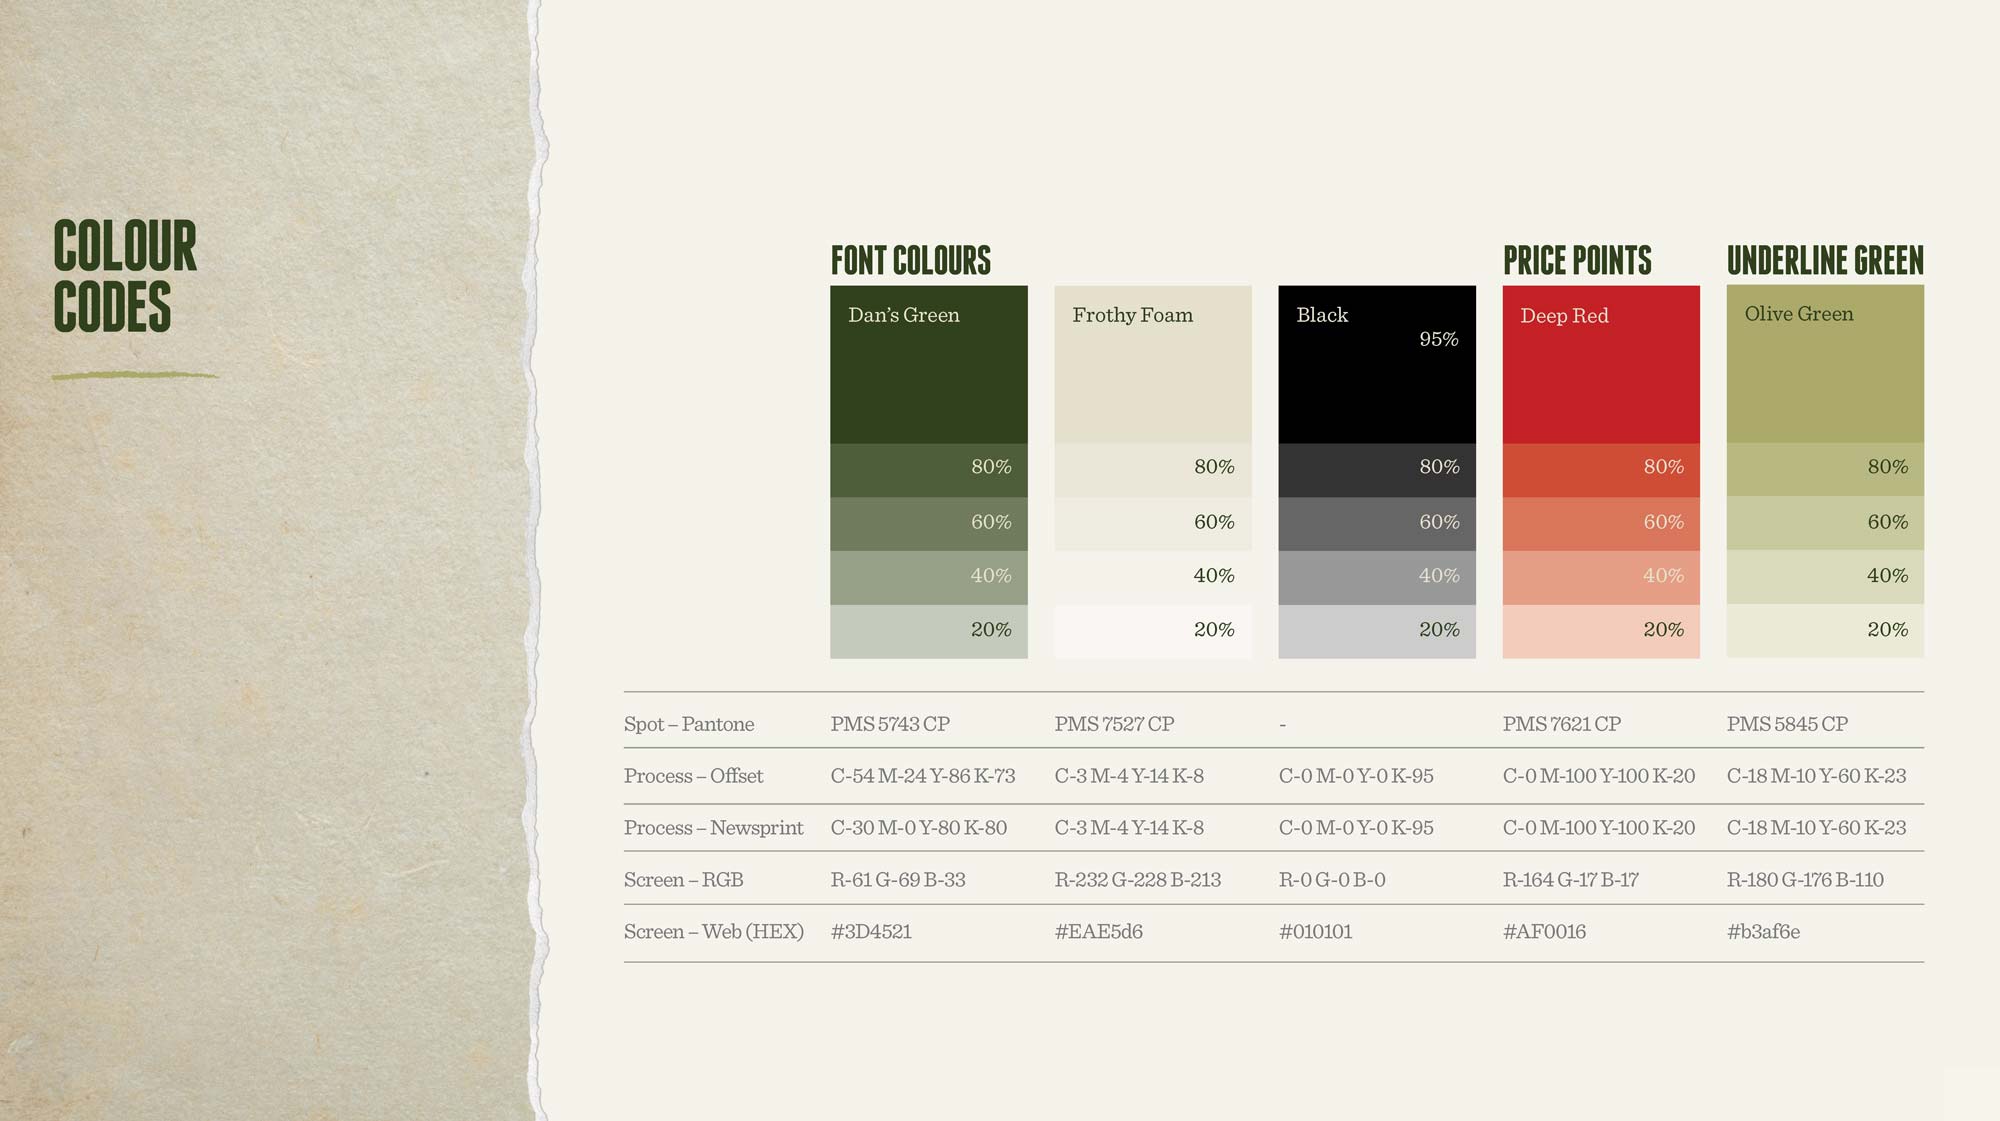 COLOUR
CODES
FONT COLOURS
PRICE POINTS
UNDERLINE GREEN
Dan’s Green
Frothy Foam
Black
Deep Red
Olive Green
95%
80% 80% 80% 80% 80%
60% 60% 60% 60% 60%
40% 40% 40% 40% 40%
20% 20% 20% 20% 20%
Spot – Pantone PMS 5743 CP PMS 7527 CP - PMS 7621 CP PMS 5845 CP
Process – Offset C-54 M-24 Y-86 K-73 C-3 M-4 Y-14 K-8 C-0 M-0 Y-0 K-95 C-0 M-100 Y-100 K-20 C-18 M-10 Y-60 K-23
Process – Newsprint C-30 M-0 Y-80 K-80 C-3 M-4 Y-14 K-8 C-0 M-0 Y-0 K-95 C-0 M-100 Y-100 K-20 C-18 M-10 Y-60 K-23
Screen – RGB R-61 G-69 B-33 R-232 G-228 B-213 R-0 G-0 B-0 R-164 G-17 B-17 R-180 G-176 B-110
Screen – Web (HEX) #3D4521 #EAE5d6 #010101 #AF0016 #b3af6e